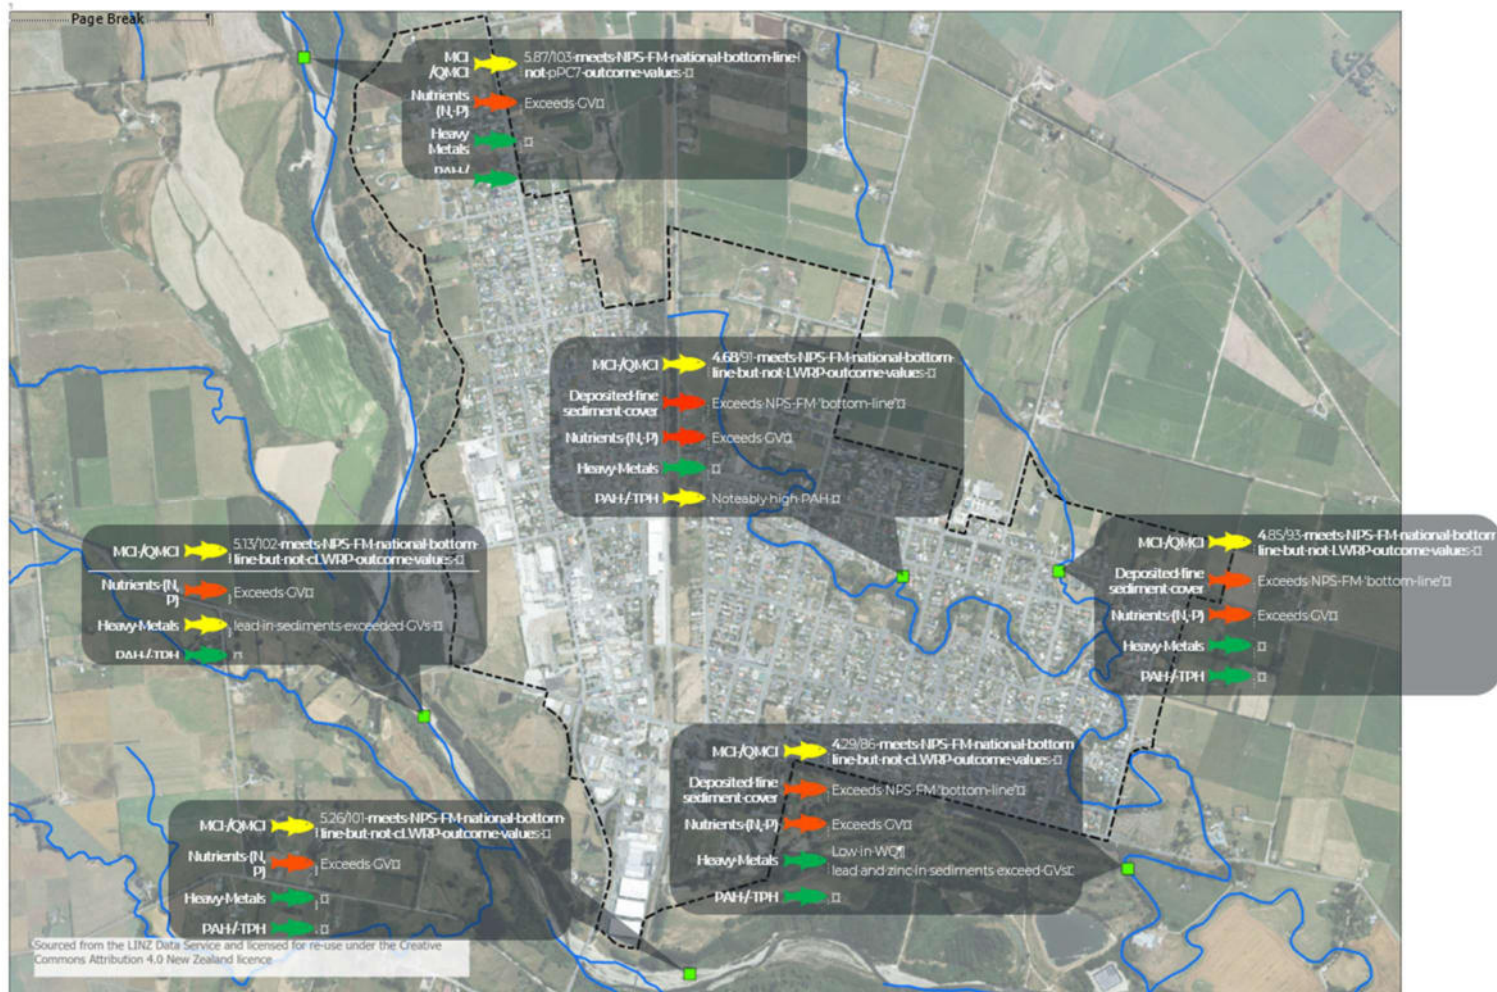 Page Break ¶
MCI
/QMCI
5.87/103·meets·NPS-FM·national·bottom·line·
not·pPC7·outcome·values·¤
Nutrients
(N,·P)
Exceeds·GV¤
Heavy
Metals
¤
PAH·/
MCI·/QMCI
4.68/91·meets·NPS-FM·national·bottom·
line·but·not·LWRP·outcome·values·¤
Deposited·fine
sediment·cover
Exceeds·NPS-FM·'bottom-line'¤
Nutrients·(N,·P)
Exceeds·GV¤
Heavy·Metals
¤
PAH·/·TPH
Noteably·high·PAH·¤
MCI·/QMCI
5.13/102·meets·NPS-FM·national·bottom·
line·but·not·cLWRP·outcome·values·¤
Nutrients·(N,
P)
Exceeds·GV¤
Heavy·Metals
lead·in·sediments·exceeded·GVs·¤
PAH·/·TPH
¤
MCI·/QMCI
4.85/93·meets·NPS-FM·national·bottom
line·but·not·LWRP·outcome·values·¤
Deposited·fine
sediment·cover
Exceeds·NPS-FM·'bottom·line'¤
Nutrients·(N,·P)
Exceeds·GV¤
Heavy·Metals
¤
PAH·/·TPH
¤
MCI·/QMCI
4.29/86·meets·NPS-FM·national·bottom
line·but·not·cLWRP·outcome·values·¤
Deposited·fine
sediment·cover
Exceeds·NPS-FM·'bottom·line'¤
Nutrients·(N,·P)
Exceeds·GV¤
Heavy·Metals
Low·in·WQ¶
lead·and·zinc·in·sediments·exceed·GVs¤
PAH·/·TPH
¤
MCI·/QMCI
5.26/101·meets·NPS-FM·national·bottom·
line·but·not·cLWRP·outcome·values·¤
Nutrients·(N,
P)
Exceeds·GV¤
Heavy·Metals
¤
PAH·/·TPH
¤
Sourced from the LINZ Data Service and licensed for re-use under the Creative
Commons Attribution 4.0 New Zealand licence